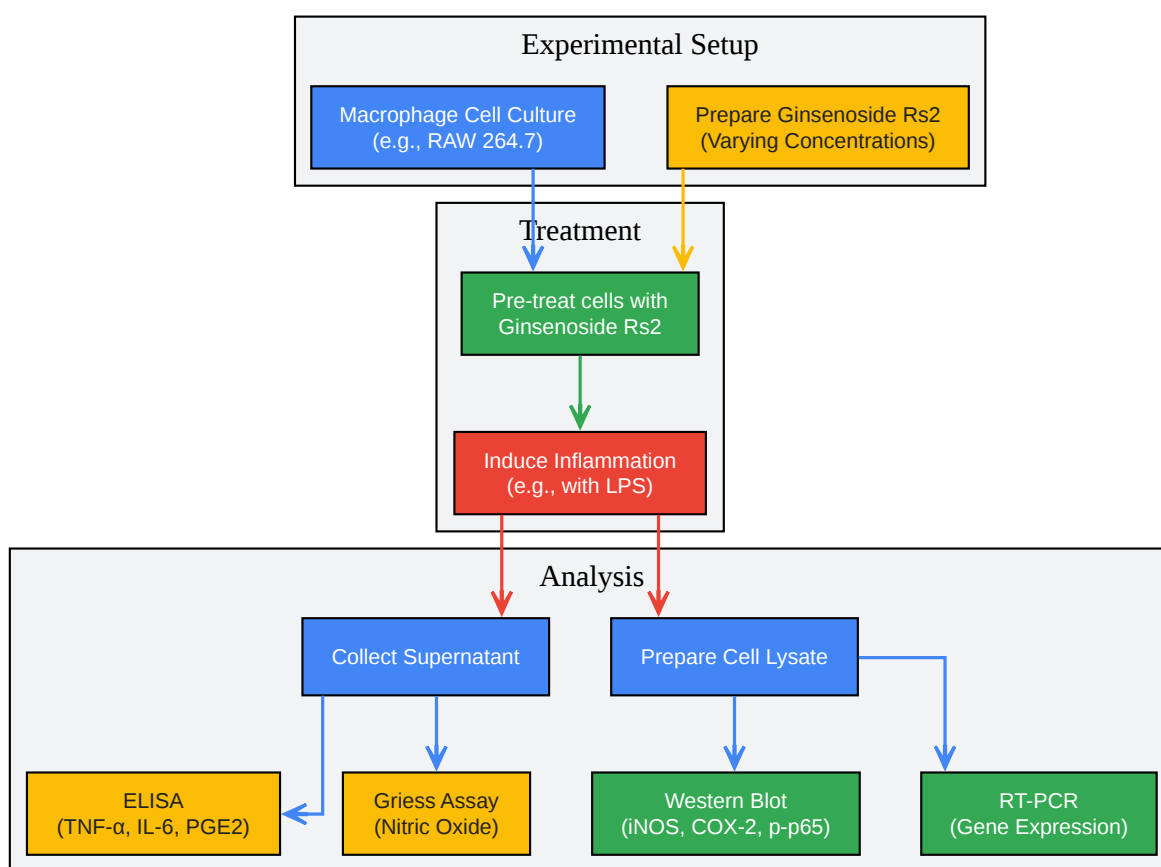 Experimental Setup
Macrophage Cell Culture
(e.g., RAW 264.7)
Prepare Ginsenoside Rs2
(Varying Concentrations)
Treatment
Pre-treat cells with
Ginsenoside Rs2
Induce Inflammation
(e.g., with LPS)
Analysis
Collect Supernatant
Prepare Cell Lysate
ELISA
(TNF-α, IL-6, PGE2)
Griess Assay
(Nitric Oxide)
Western Blot
(iNOS, COX-2, p-p65)
RT-PCR
(Gene Expression)